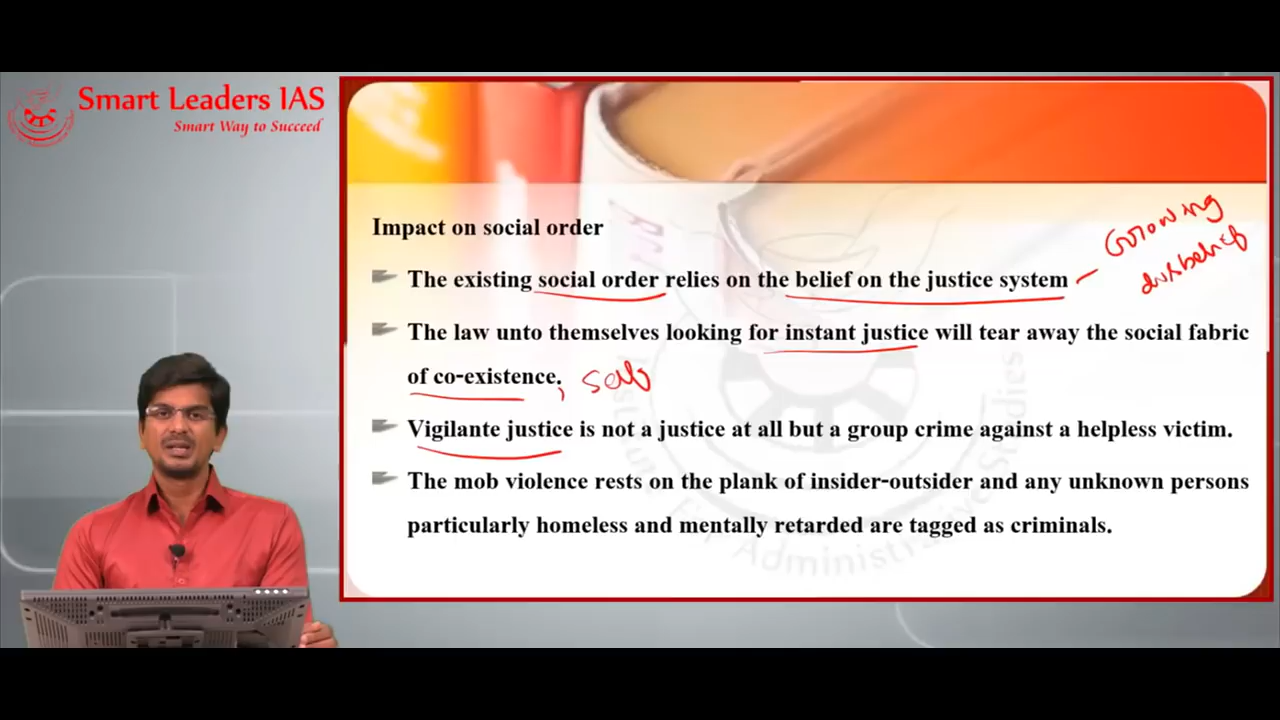 Smart Leaders IAS
Smart Way to Succeed
Impact on social order
The existing social order relies on the belief on the justice system
Growing
disbelief
The law unto themselves looking for instant justice will tear away the social fabric
of co-existence.
Vigilante justice is not a justice at all but a group crime against a helpless victim.
The mob violence rests on the plank of insider-outsider and any unknown persons
particularly homeless and mentally retarded are tagged as criminals.
For Administrative Studies